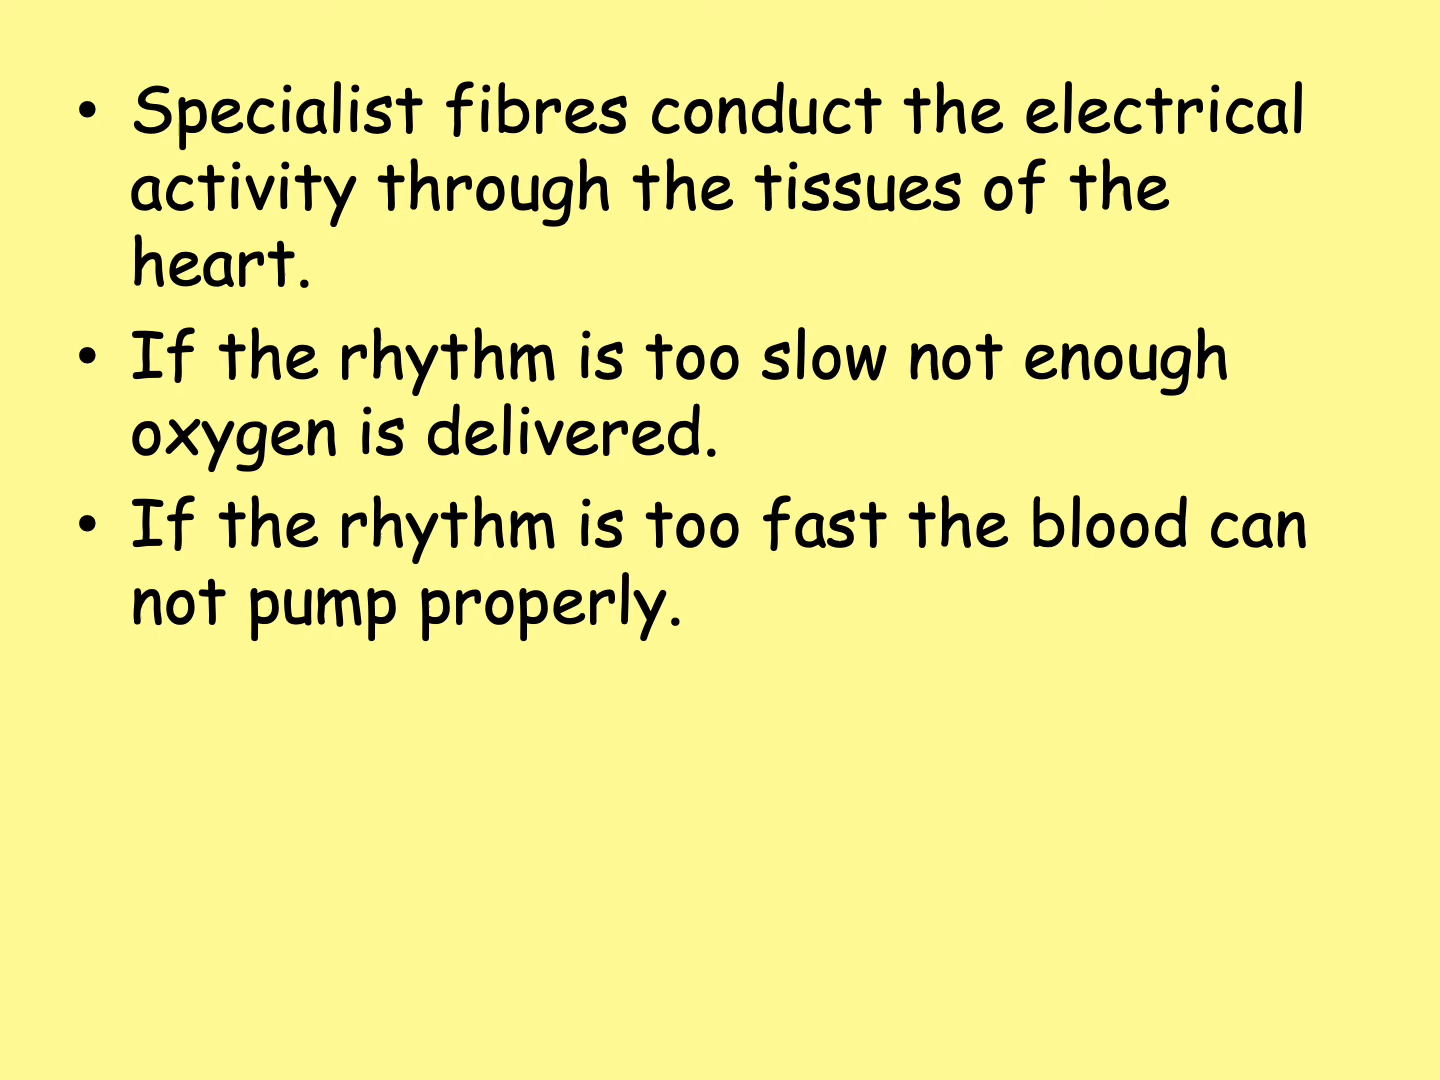 • Specialist fibres conduct the electrical
activity through the tissues of the
heart.
• If the rhythm is too slow not enough
oxygen is delivered.
• If the rhythm is too fast the blood can
not pump properly.